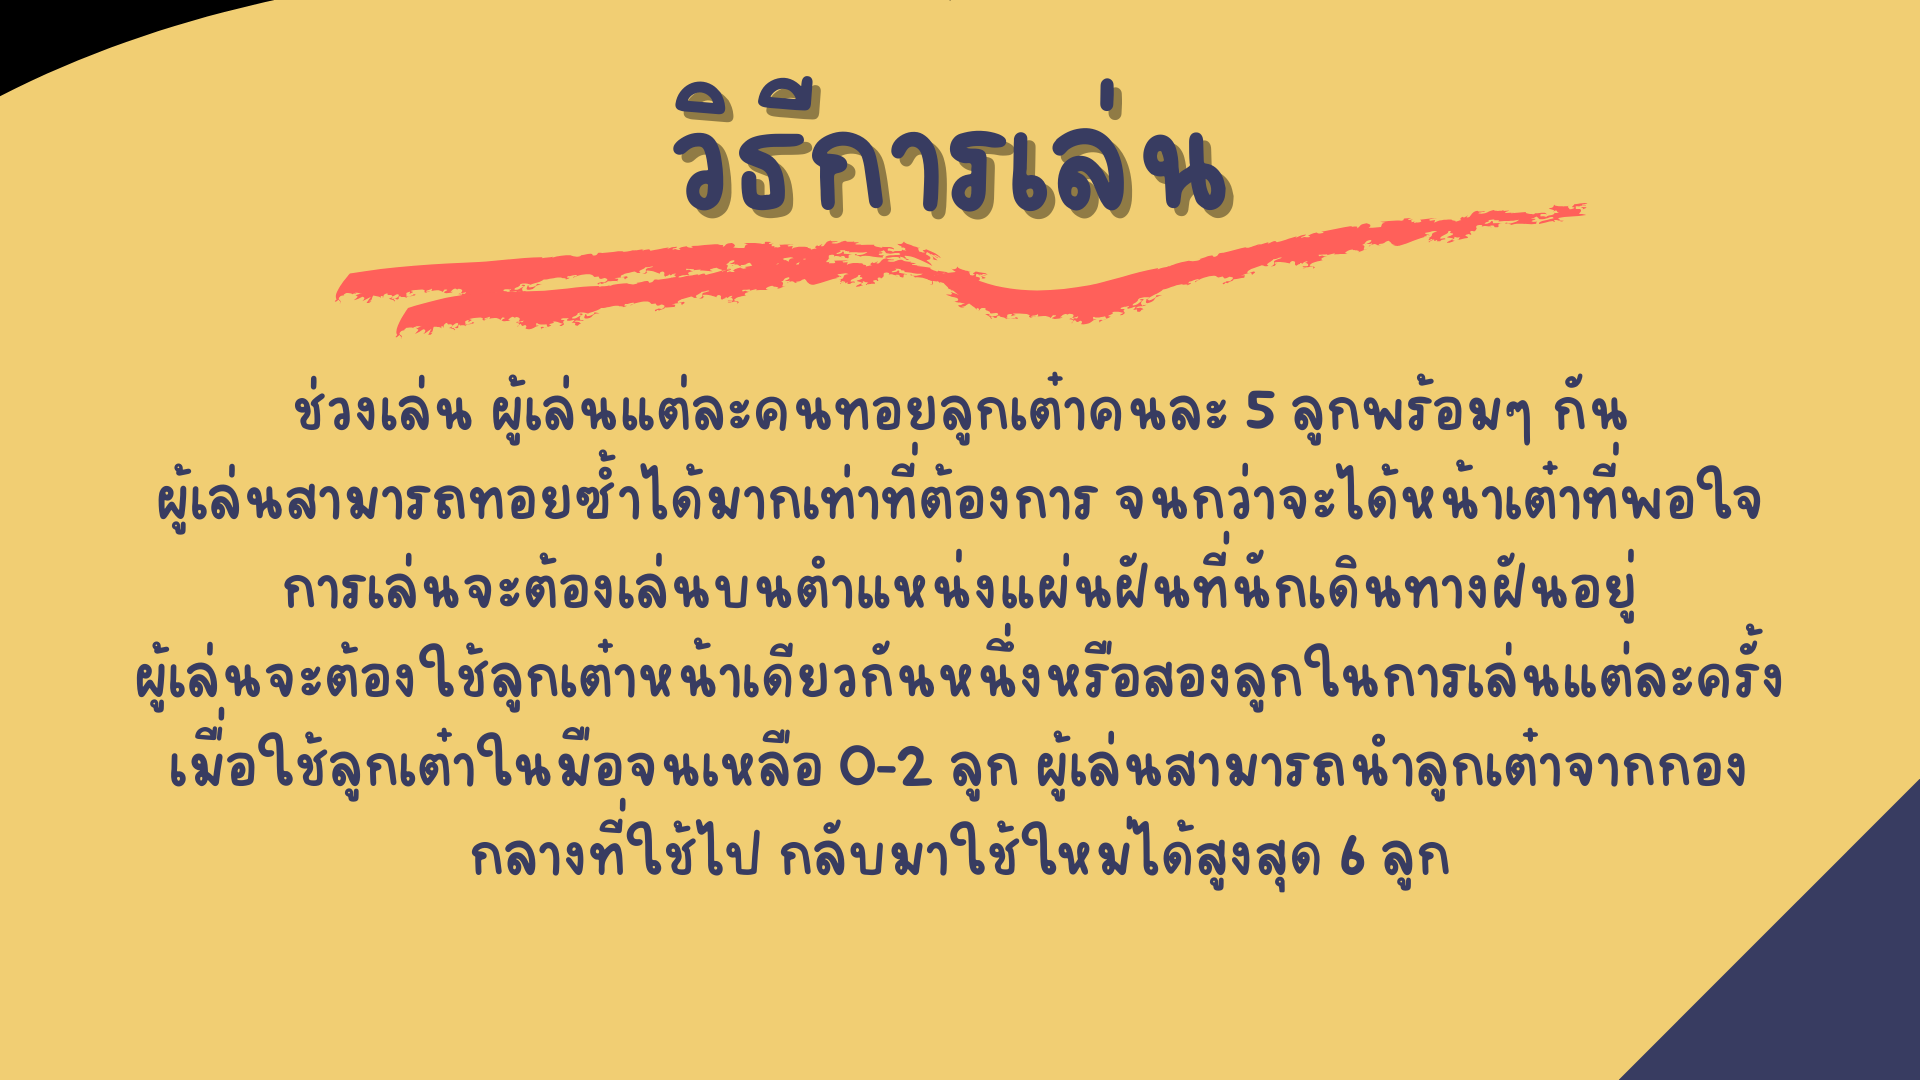 วิธีการเล่น
ช่วงเล่น ผู้เล่นแต่ละคนทอยลูกเต๋าคนละ 5 ลูกพร้อมๆ กัน
ผู้เล่นสามารถทอยซ้ำได้มากเท่าที่ต้องการ จนกว่าจะได้หน้าเต๋าที่พอใจ
การเล่นจะต้องเล่นบนตำแหน่งแผ่นฝันที่นักเดินทางฝันอยู่
ผู้เล่นจะต้องใช้ลูกเต๋าหน้าเดียวกันหนึ่งหรือสองลูกในการเล่นแต่ละครั้ง
เมื่อใช้ลูกเต๋าในมือจนเหลือ 0-2 ลูก ผู้เล่นสามารถนำลูกเต๋าจากกอง
กลางที่ใช้ไป กลับมาใช้ใหม่ได้สูงสุด 6 ลูก